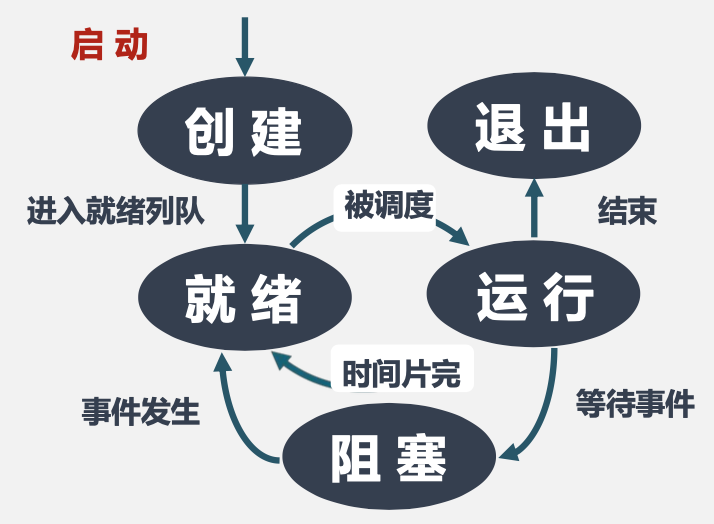 启动
创建
退出
进入就绪列队
被调度
结束
就绪
运行
时间片完
事件发生
等待事件
阻塞